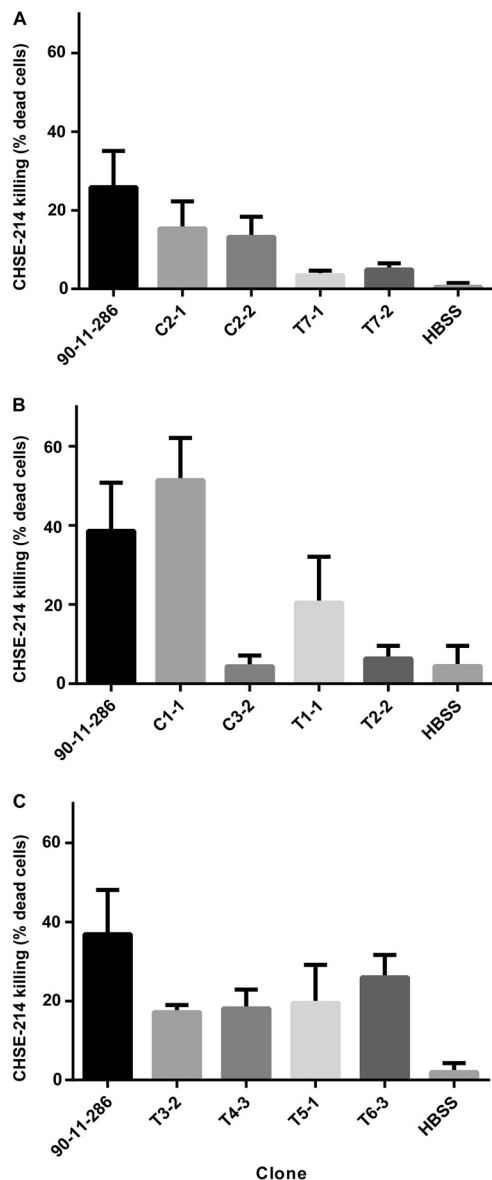 A
CHSE-214 killing (% dead cells)
60
40
20
0
90-11-286
C2-1
C2-2
T7-1
T7-2
HBSS
B
CHSE-214 killing (% dead cells)
60
40
20
0
90-11-286
C1-1
C3-2
T1-1
T2-2
HBSS
C
CHSE-214 killing (% dead cells)
60
40
20
0
90-11-286
T3-2
T4-3
T5-1
T6-3
HBSS
Clone